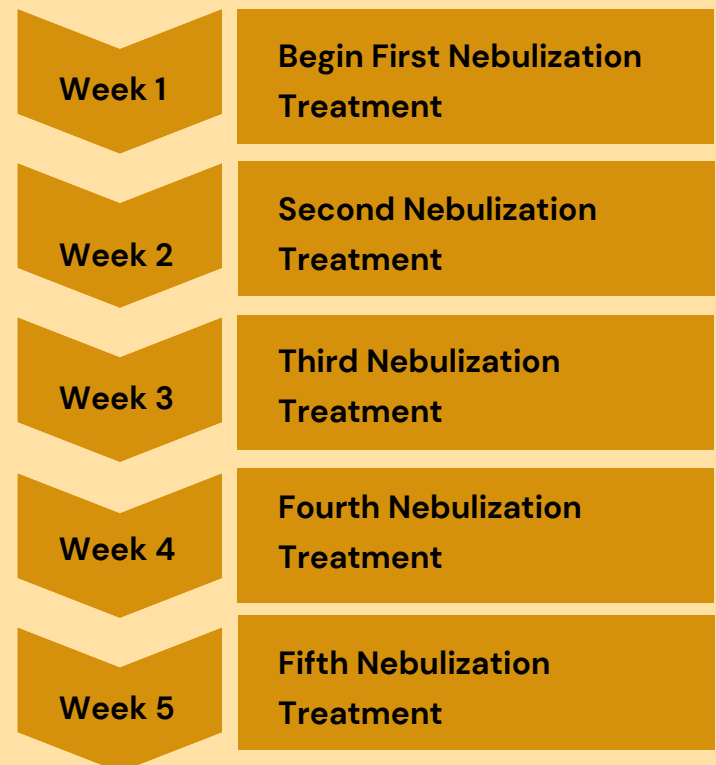 Week 1
Begin First Nebulization
Treatment
Week 2
Second Nebulization
Treatment
Week 3
Third Nebulization
Treatment
Week 4
Fourth Nebulization
Treatment
Week 5
Fifth Nebulization
Treatment